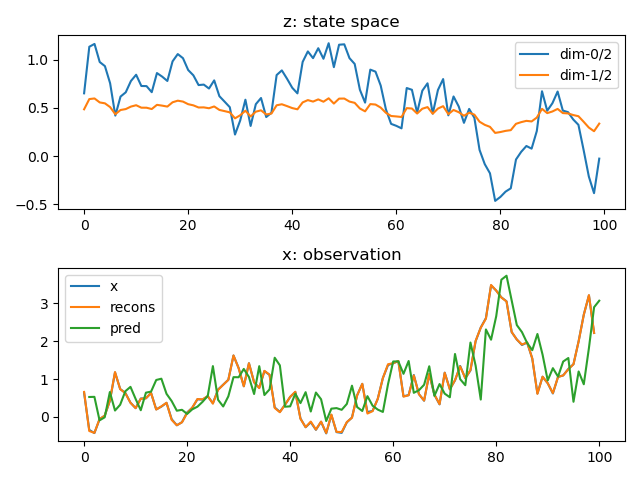 z: state space
1.0
0.5
0.0
−0.5
dim-0/2
dim-1/2
0 20 40 60 80 100
x: observation
3
2
1
0
x
recons
pred
0 20 40 60 80 100